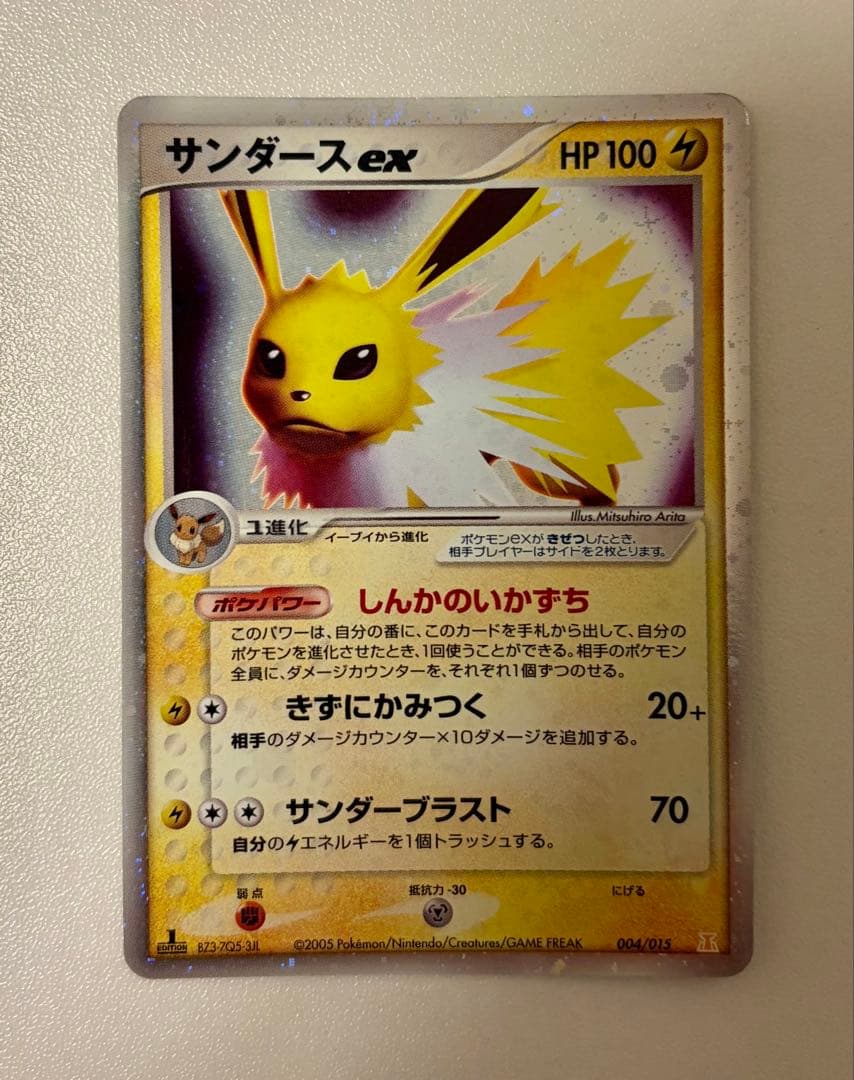 サンダースex HP100
Illus.Mitsuhiro Arita
1進化
イーブイから進化
ポケモンexが きぜつしたとき、
相手プレイヤーはサイドを2枚とります。
ポケパワー しんかのいかずち
このパワーは、自分の番に、このカードを手札から出して、自分の
ポケモンを進化させたとき、1回使うことができる。相手のポケモン
全員に、ダメージカウンターを、それぞれ1個ずつのせる。
きずにかみつく 20+
相手のダメージカウンター×10ダメージを追加する。
サンダーブラスト 70
自分のエネルギーを1個トラッシュする。
弱点 抵抗力 -30 にげる
1 EDITION BZ3-7Q5-3JL ©2005 Pokémon/Nintendo/Creatures/GAME FREAK 004/015